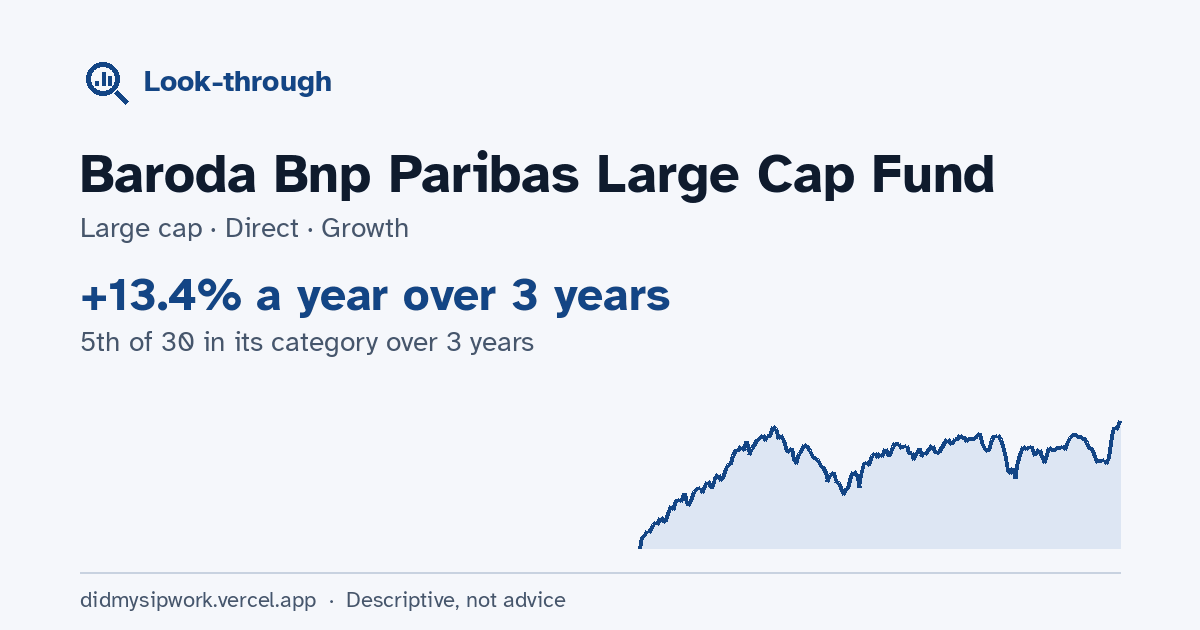 Look-through
Baroda Bnp Paribas Large Cap Fund
Large cap · Direct · Growth
+13.4% a year over 3 years
5th of 30 in its category over 3 years
didmysipwork.vercel.app · Descriptive, not advice